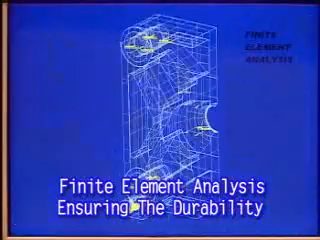 FINITE
ELEMENT
ANALYSIS
Finite Element Analysis
Ensuring The Durability